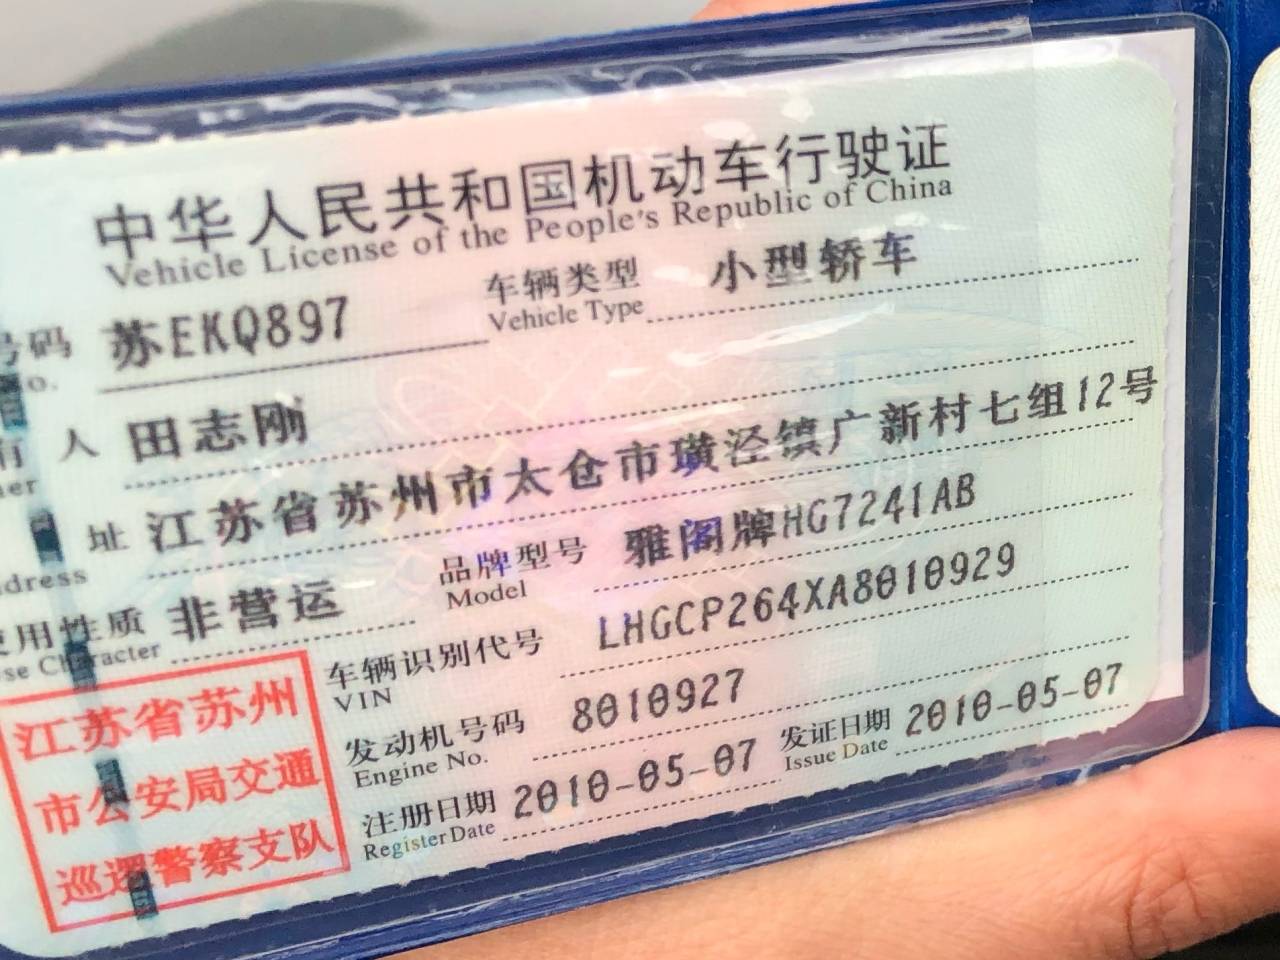 中华人民共和国机动车行驶证
Vehicle License of the People's Republic of China
号码 苏EKQ897 车辆类型 小型轿车
o. Vehicle Type
有 人 田志刚
er
址 江苏省苏州市太仓市璜泾镇广新村七组12号
ddress
使用性质 非营运 品牌型号 雅阁牌HG7241AB
se Character Model
车辆识别代号 LHGCP264XA8010929
VIN
发动机号码 8010927
Engine No.
注册日期 2010-05-07 发证日期 2010-05-07
Register Date Issue Date
江苏省苏州
市公安局交通
巡逻警察支队